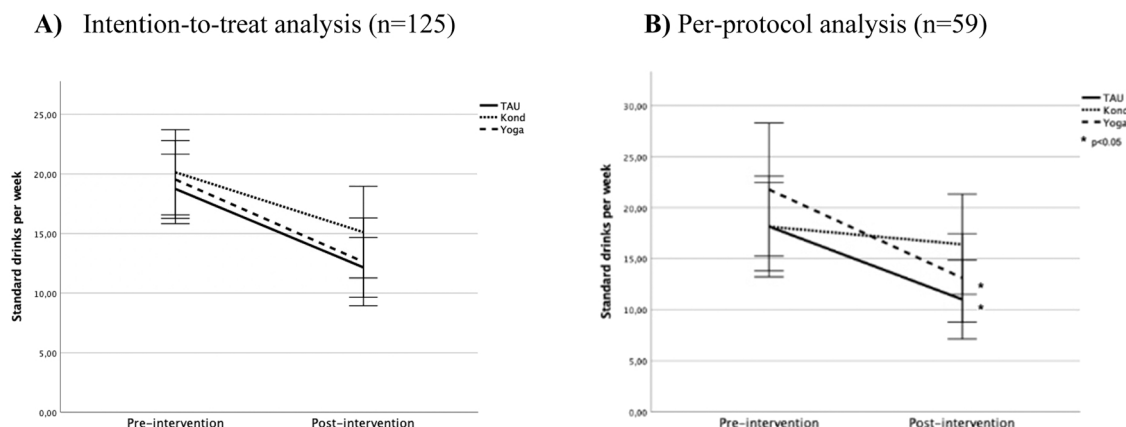 A) Intention-to-treat analysis (n=125)
25,00
20,00
15,00
10,00
5,00
0,00
Standard drinks per week
Pre-intervention
Post-intervention
TAU
Kond
Yoga
B) Per-protocol analysis (n=59)
30,00
25,00
20,00
15,00
10,00
5,00
0,00
Standard drinks per week
Pre-intervention
Post-intervention
TAU
Kond
Yoga
* p<0.05
*
*